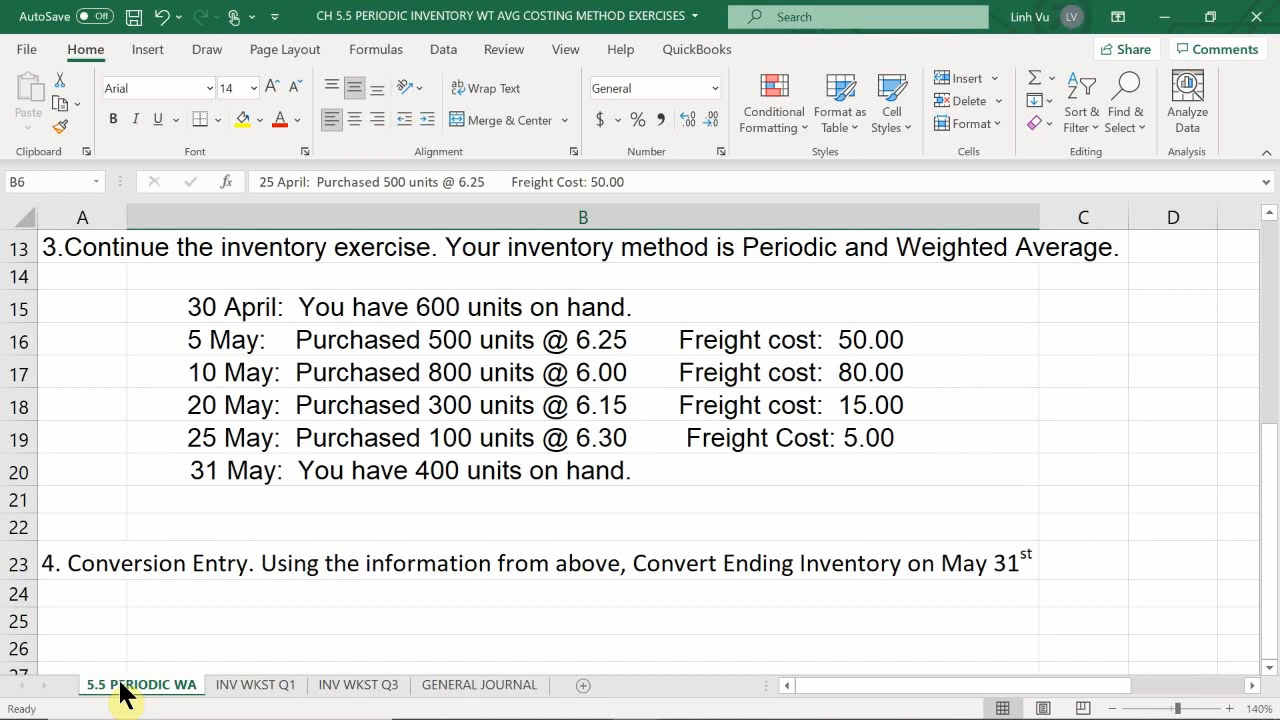 AutoSave Off CH 5.5 PERIODIC INVENTORY WT AVG COSTING METHOD EXERCISES Search Linh Vu LV
File Home Insert Draw Page Layout Formulas Data Review View Help QuickBooks Share Comments
Paste
Arial 14 A A
ab Wrap Text
General
Conditional Formatting
Format as Table
Cell Styles
Insert
Delete
Format
Sort & Filter
Find & Select
Analyze Data
B I U A
Merge & Center
$ % ,
Clipboard Font Alignment Number Styles Cells Editing Analysis
B6 fx 25 April: Purchased 500 units @ 6.25 Freight Cost: 50.00
A B C D
13 3.Continue the inventory exercise. Your inventory method is Periodic and Weighted Average.
14
15 30 April: You have 600 units on hand.
16 5 May: Purchased 500 units @ 6.25 Freight cost: 50.00
17 10 May: Purchased 800 units @ 6.00 Freight cost: 80.00
18 20 May: Purchased 300 units @ 6.15 Freight cost: 15.00
19 25 May: Purchased 100 units @ 6.30 Freight Cost: 5.00
20 31 May: You have 400 units on hand.
21
22
23 4. Conversion Entry. Using the information from above, Convert Ending Inventory on May 31st
24
25
26
27
5.5 PERIODIC WA INV WKST Q1 INV WKST Q3 GENERAL JOURNAL
Ready 140%